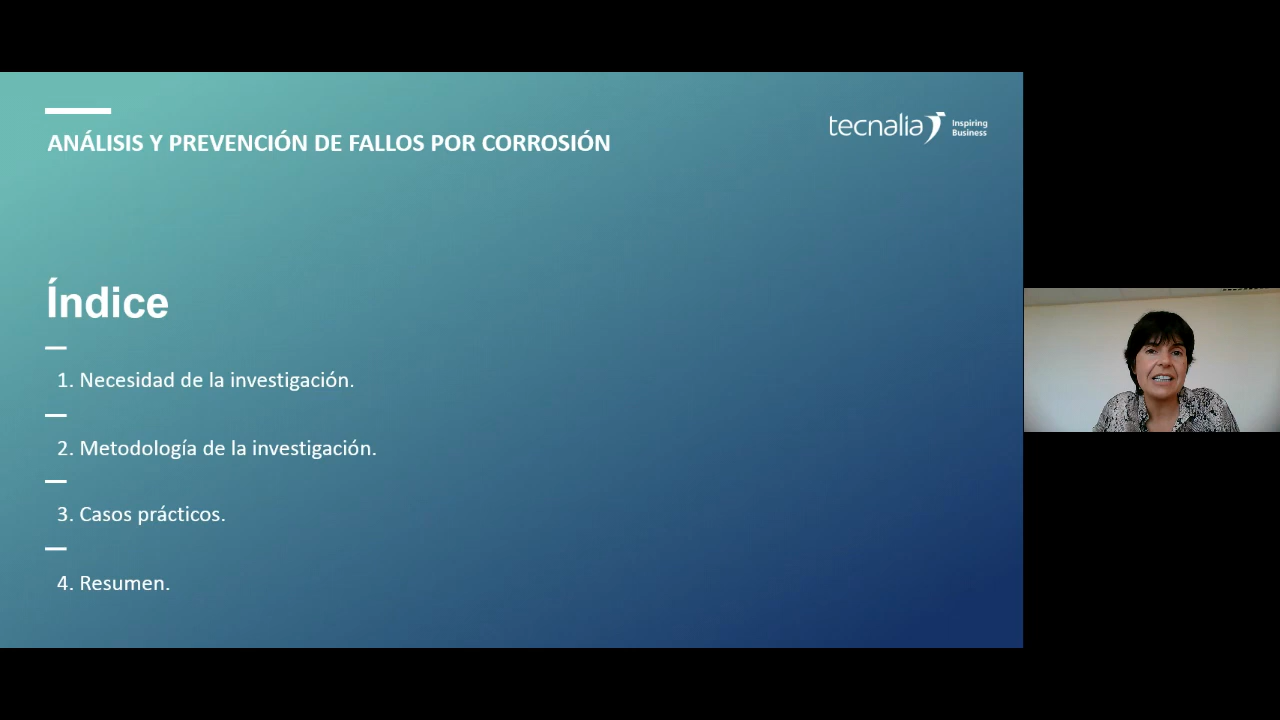 ANÁLISIS Y PREVENCIÓN DE FALLOS POR CORROSIÓN
tecnalia Inspiring
Business
Índice
1. Necesidad de la investigación.
2. Metodología de la investigación.
3. Casos prácticos.
4. Resumen.